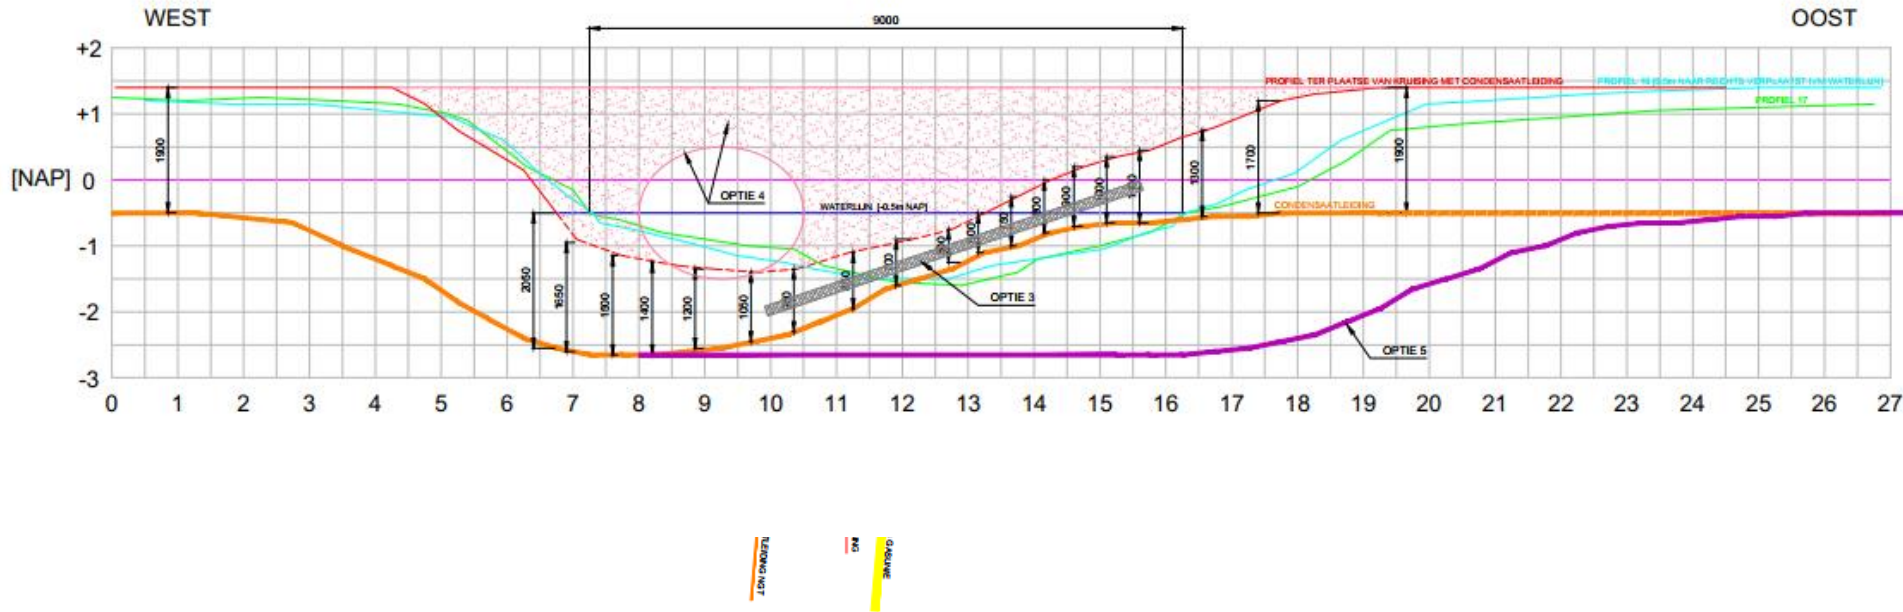 WEST
OOST
9000
+2
+1
[NAP] 0
-1
-2
-3
PROFIEL TER PLAATSE VAN KRUISING MET CONDENSAATLEIDING
PROFIEL 17
1900
1700
1900
1300
OPTIE 4
WATERLIJN [-0.5m NAP]
CONDENSAATLEIDING
2050
1650
1500
1400
1200
1050
OPTIE 3
OPTIE 5
0 1 2 3 4 5 6 7 8 9 10 11 12 13 14 15 16 17 18 19 20 21 22 23 24 25 26 27
GASUNIE